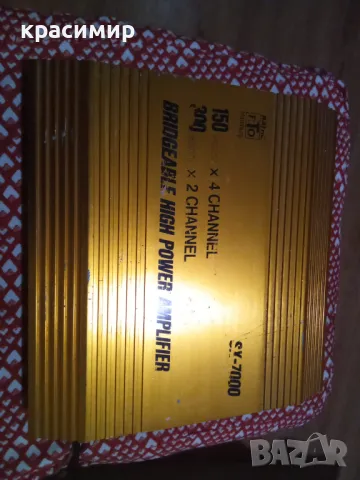 красимир
150 x 4 CHANNEL
300 x 2 CHANNEL
BRIDGEABLE HIGH POWER AMPLIFIER
SX-7000
BAZAR